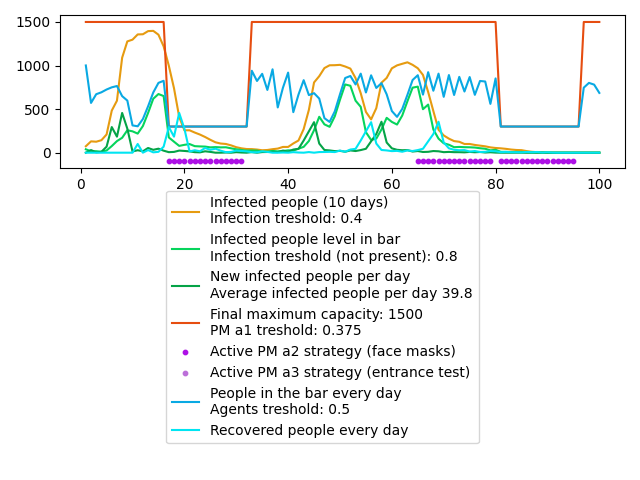 1500
1000
500
0
0
20
40
60
80
100
Infected people (10 days)
Infection treshold: 0.4
Infected people level in bar
Infection treshold (not present): 0.8
New infected people per day
Average infected people per day 39.8
Final maximum capacity: 1500
PM a1 treshold: 0.375
Active PM a2 strategy (face masks)
Active PM a3 strategy (entrance test)
People in the bar every day
Agents treshold: 0.5
Recovered people every day